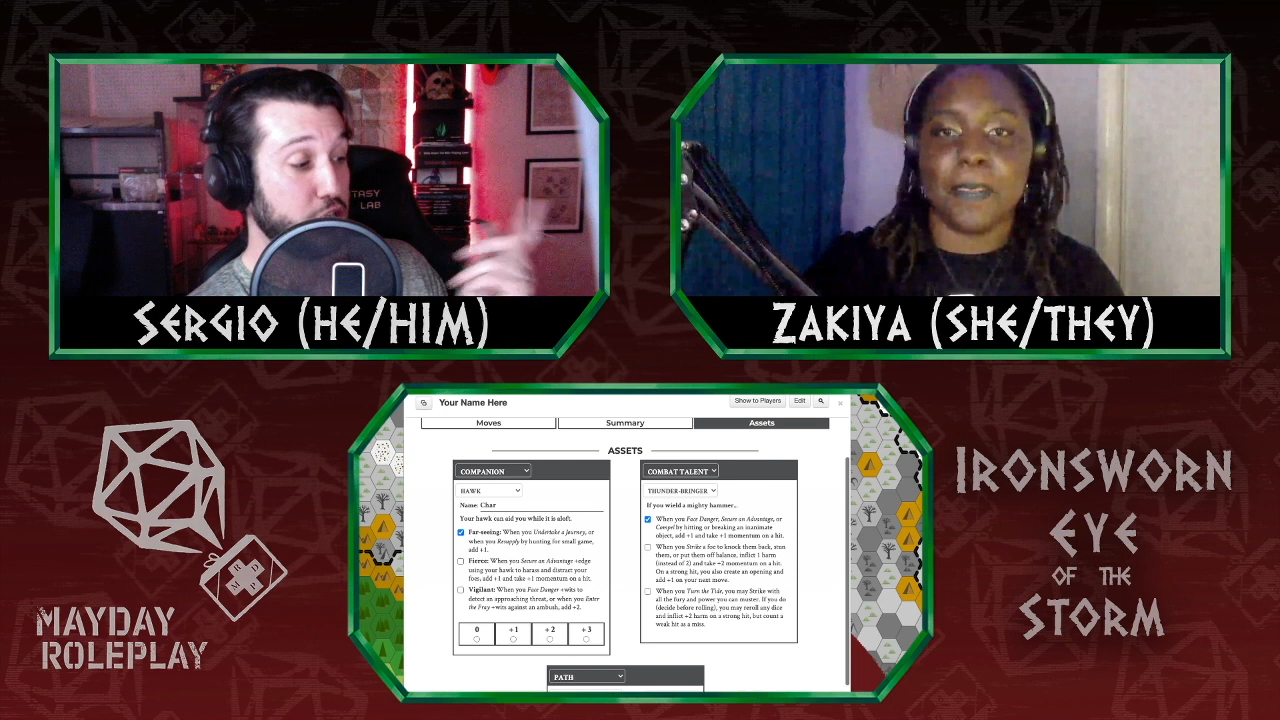 TASY
LAB
SERGIO (HE/HIM)
ZAKIYA (SHE/THEY)
Your Name Here
Show to Players
Edit
Moves
Summary
Assets
ASSETS
COMPANION
HAWK
Name: Char
Your hawk can aid you while it is aloft.
Far-seeing: When you Undertake a Journey, or
when you Resupply by hunting for small game,
add +1.
Fierce: When you Secure an Advantage +edge
using your hawk to harass and distract your
foes, add +1 and take +1 momentum on a hit.
Vigilant: When you Face Danger +wits to
detect an approaching threat, or when you Enter
the Fray +wits against an ambush, add +2.
0 +1 +2 +3
COMBAT TALENT
THUNDER-BRINGER
If you wield a mighty hammer...
When you Face Danger, Secure an Advantage, or
Compel by hitting or breaking an inanimate
object, add +1 and take +1 momentum on a hit.
When you Strike a foe to knock them back, stun
them, or put them off balance, inflict 1 harm
(instead of 2) and take +2 momentum on a hit.
On a strong hit, you also create an opening and
add +1 on your next move.
When you Turn the Tide, you may Strike with
all the fury and power you can muster. If you do
(decide before rolling), you may reroll any dice
and inflict +2 harm on a strong hit, but count a
weak hit as a miss.
PATH
MAYDAY
ROLEPLAY
IRONSWORN
EYE
OF THE
STORM